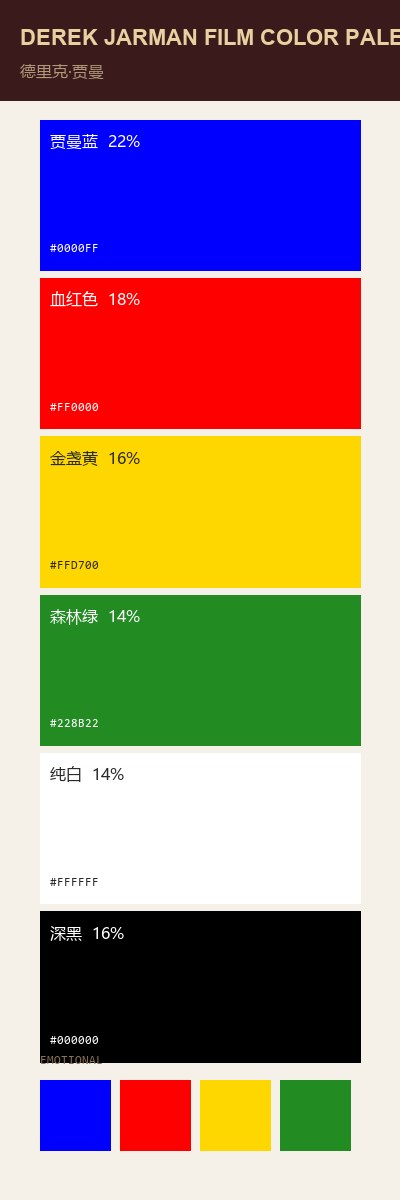 DEREK JARMAN FILM COLOR PALE
德里克·贾曼
贾曼蓝 22%
#0000FF
血红色 18%
#FF0000
金盏黄 16%
#FFD700
森林绿 14%
#228B22
纯白 14%
#FFFFFF
深黑 16%
#000000
EMOTIONAL